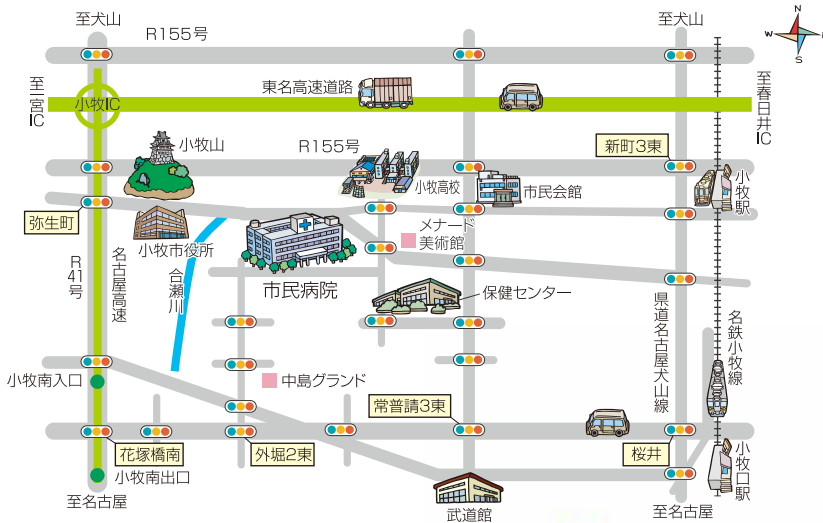 至犬山
至犬山
R155号
N
W
S
至一宮IC
小牧IC
東名高速道路
至春日井IC
小牧山
R155号
小牧高校
新町3東
小牧駅
市民会館
弥生町
小牧市役所
メナード
美術館
R41号
名古屋高速
合瀬川
市民病院
保健センター
県道名古屋犬山線
名鉄小牧線
小牧南入口
中島グランド
常普請3東
花塚橋南
外堀2東
桜井
小牧口駅
小牧南出口
至名古屋
武道館
至名古屋